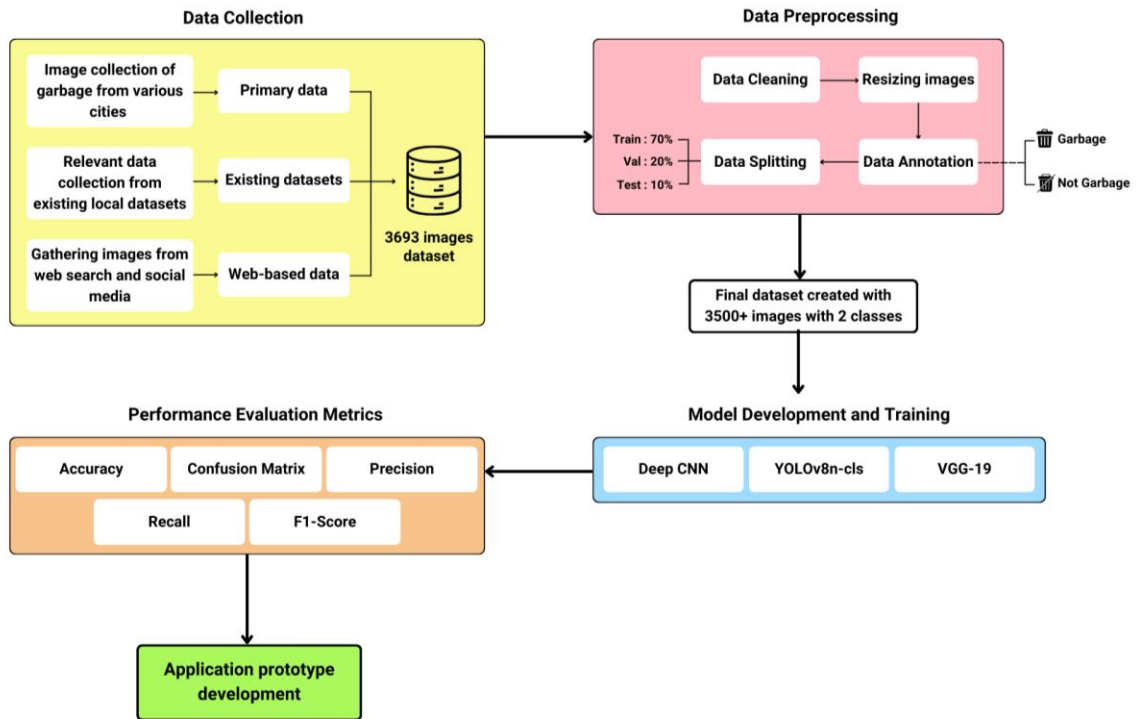 Data Collection
Image collection of
garbage from various
cities
Primary data
Relevant data
collection from
existing local datasets
Existing datasets
Gathering images from
web search and social
media
Web-based data
3693 images
dataset
Data Preprocessing
Data Cleaning
Resizing images
Train : 70%
Val : 20%
Test : 10%
Data Splitting
Data Annotation
Garbage
Not Garbage
Final dataset created with
3500+ images with 2 classes
Model Development and Training
Deep CNN
YOLOv8n-cls
VGG-19
Performance Evaluation Metrics
Accuracy
Confusion Matrix
Precision
Recall
F1-Score
Application prototype
development